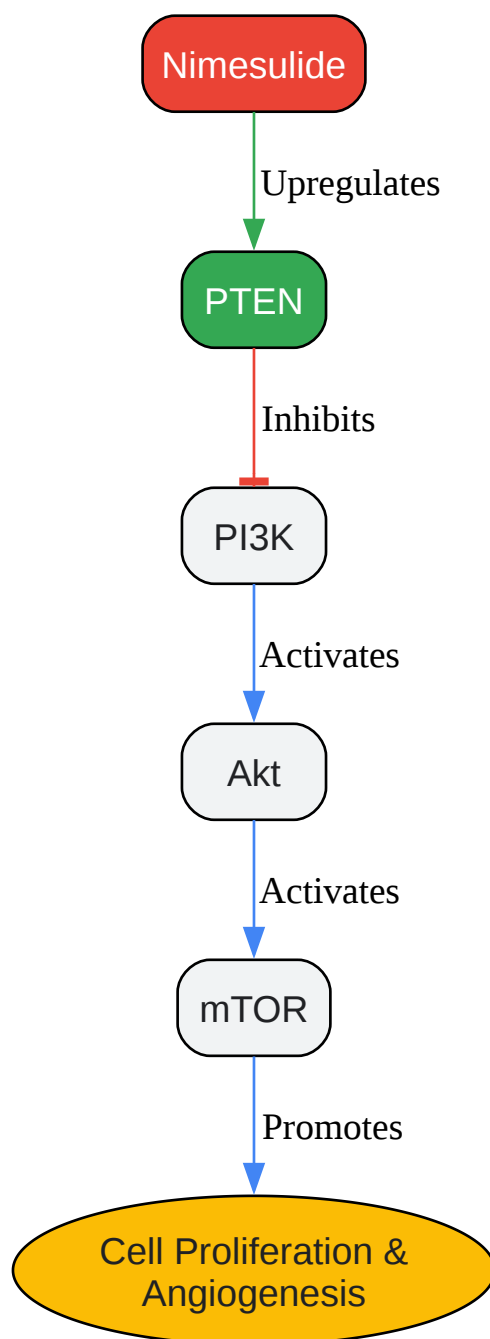 Nimesulide
Upregulates
PTEN
Inhibits
PI3K
Activates
Akt
Activates
mTOR
Promotes
Cell Proliferation &
Angiogenesis